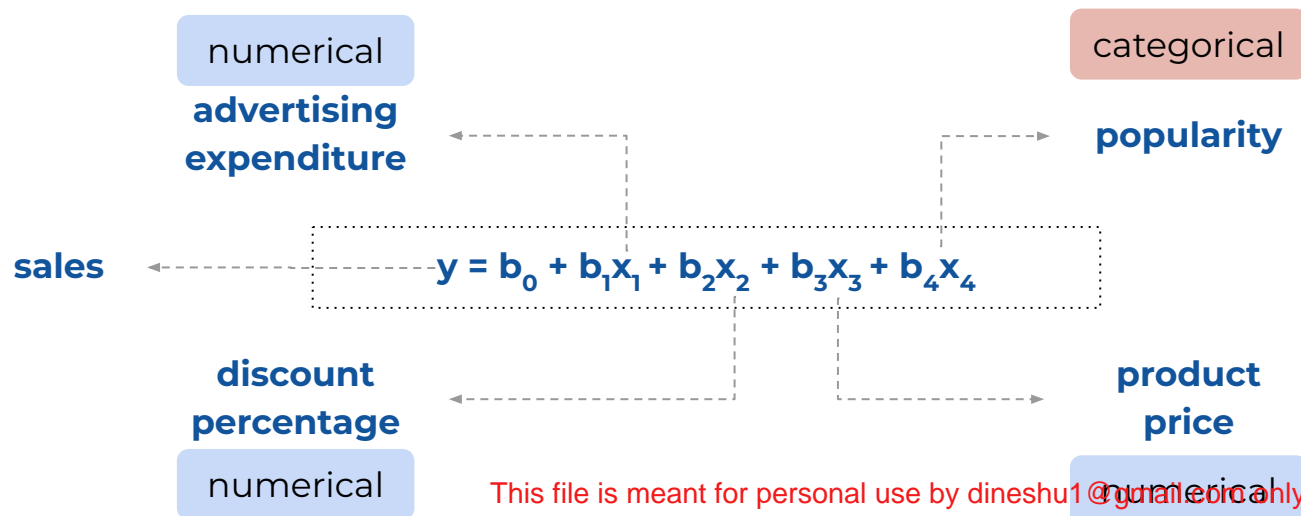 numerical
categorical
advertising
expenditure
popularity
sales
y = b₀ + b₁x₁ + b₂x₂ + b₃x₃ + b₄x₄
discount
percentage
product
price
numerical
numerical
This file is meant for personal use by dineshu1@gmail.com only